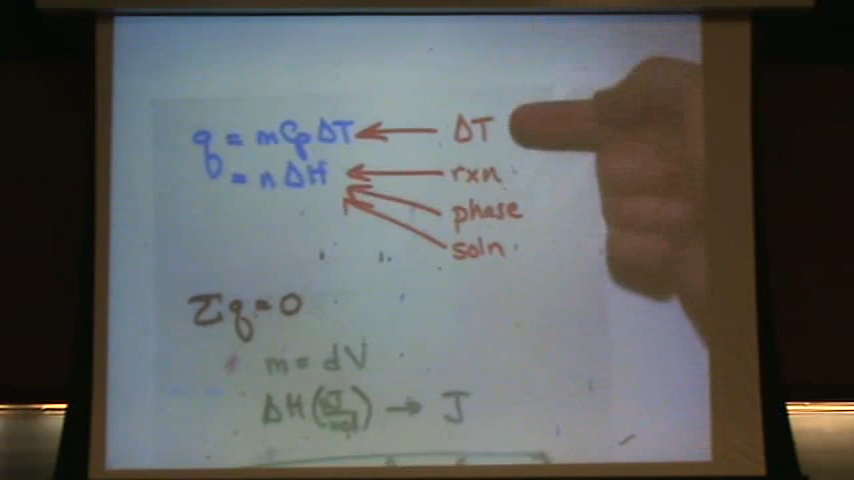 q = mCpΔT ← ΔT
= nΔH ← rxn
phase
soln
Σq = 0
m = dV
ΔH (kJ/mol) → J